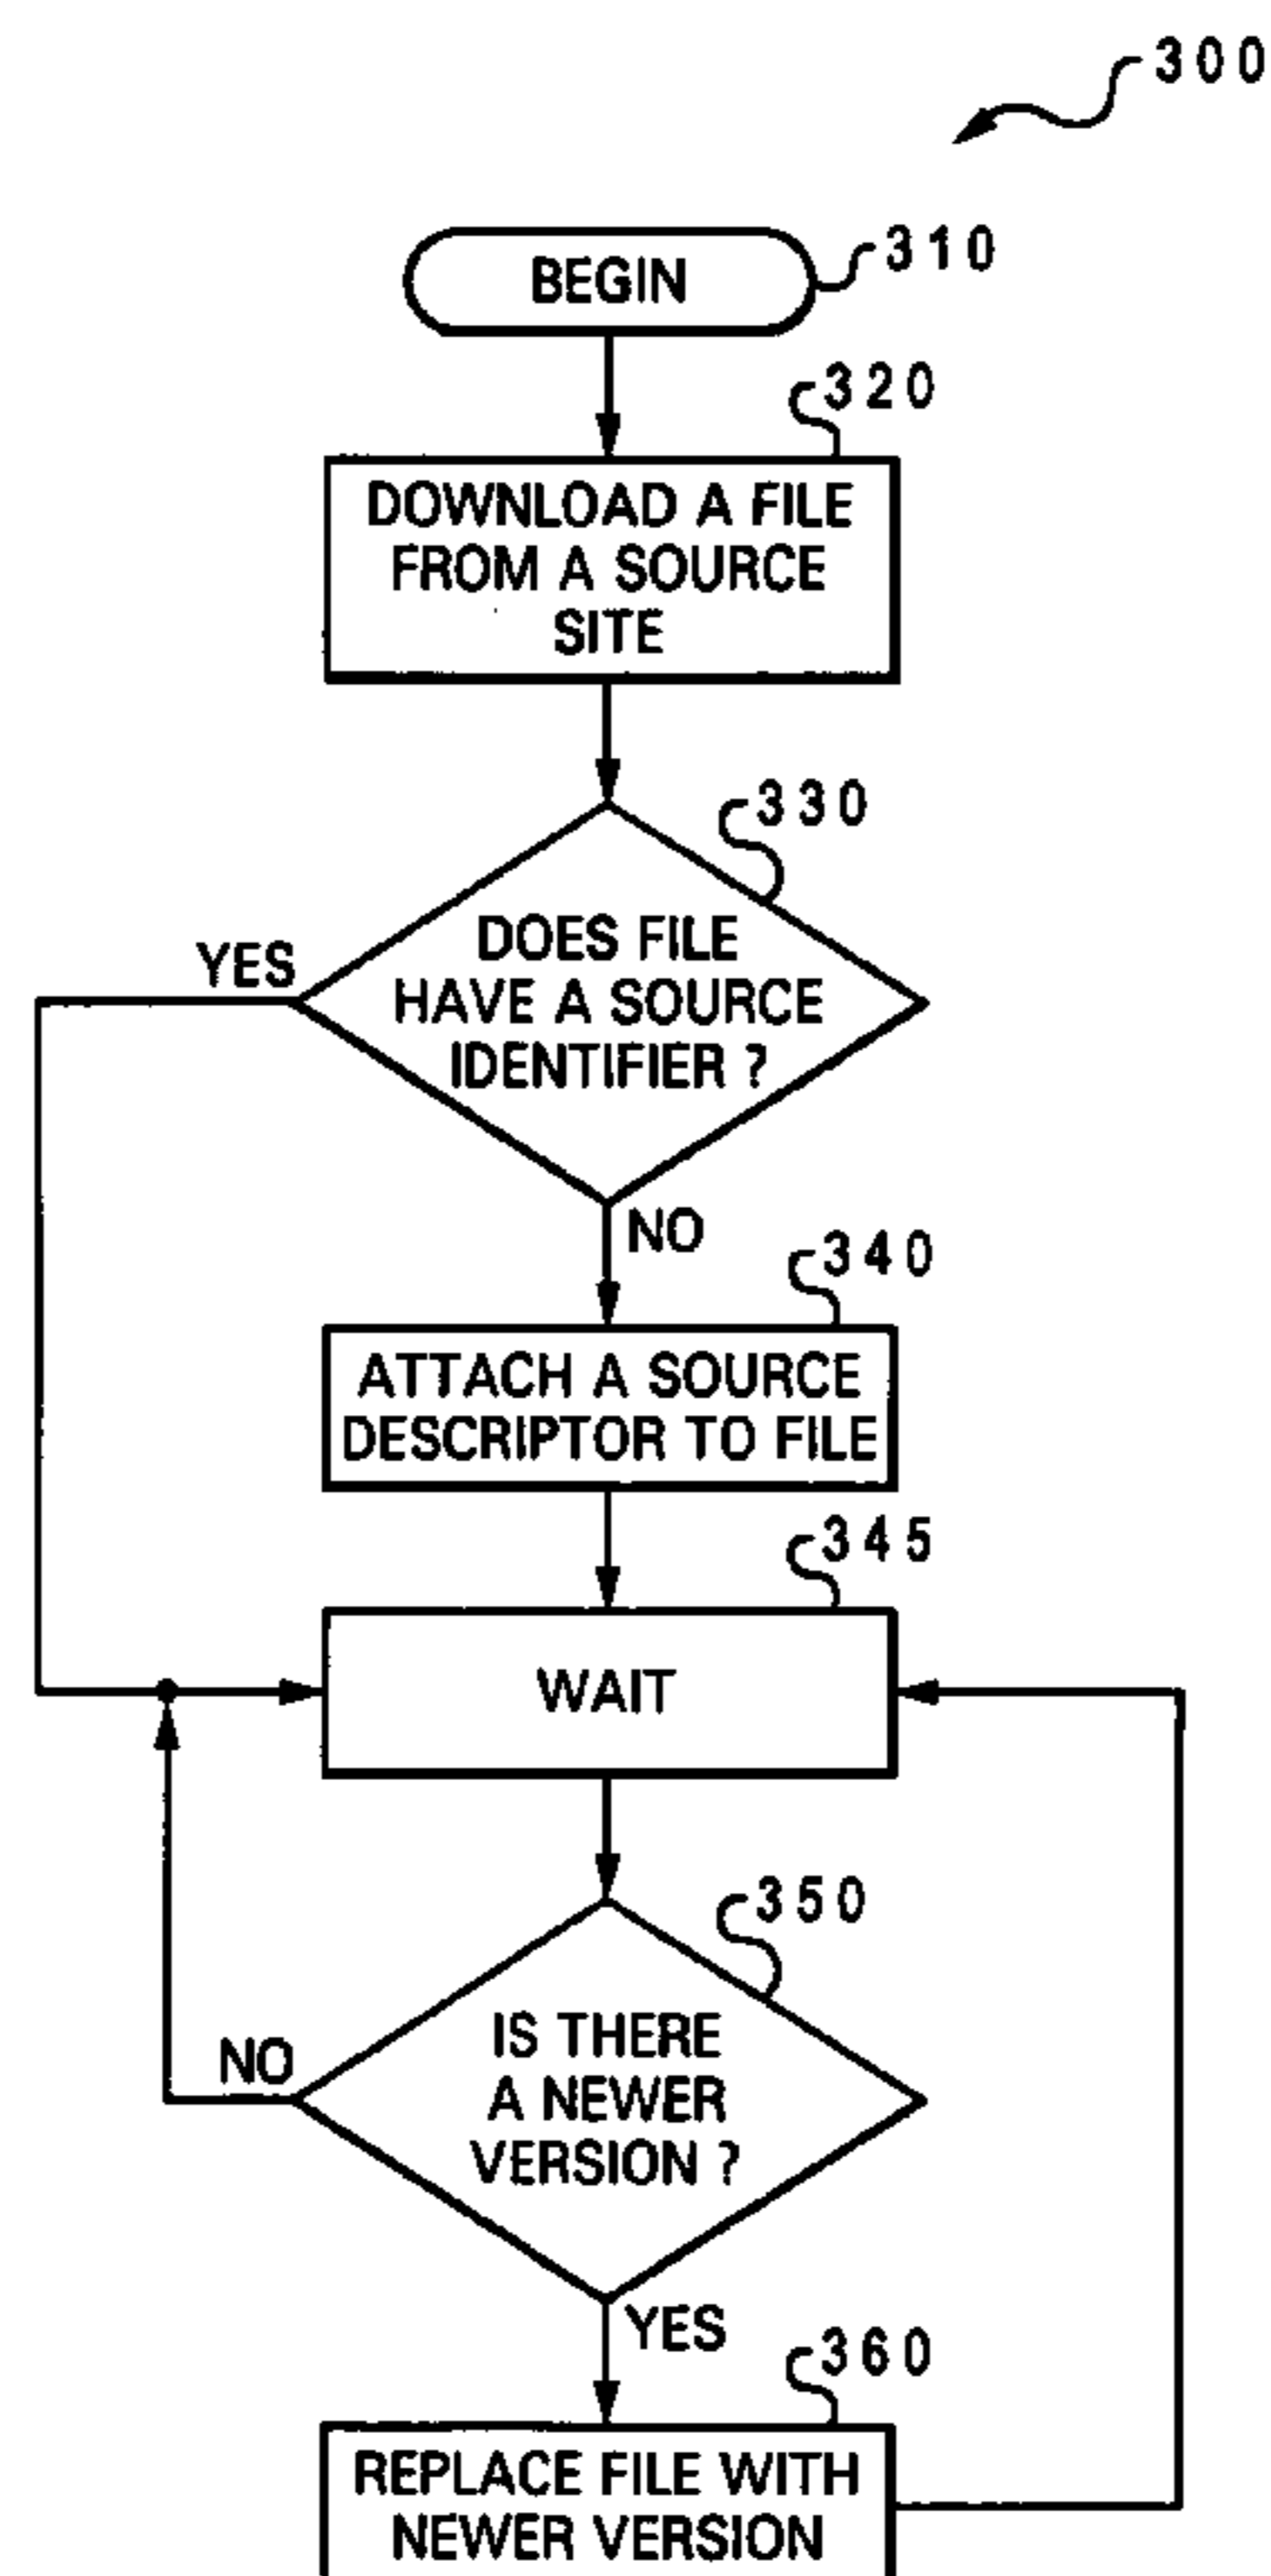 300
BEGIN
310
320
DOWNLOAD A FILE
FROM A SOURCE
SITE
330
DOES FILE
HAVE A SOURCE
IDENTIFIER ?
YES
NO
340
ATTACH A SOURCE
DESCRIPTOR TO FILE
345
WAIT
350
IS THERE
A NEWER
VERSION ?
NO
YES
360
REPLACE FILE WITH
NEWER VERSION